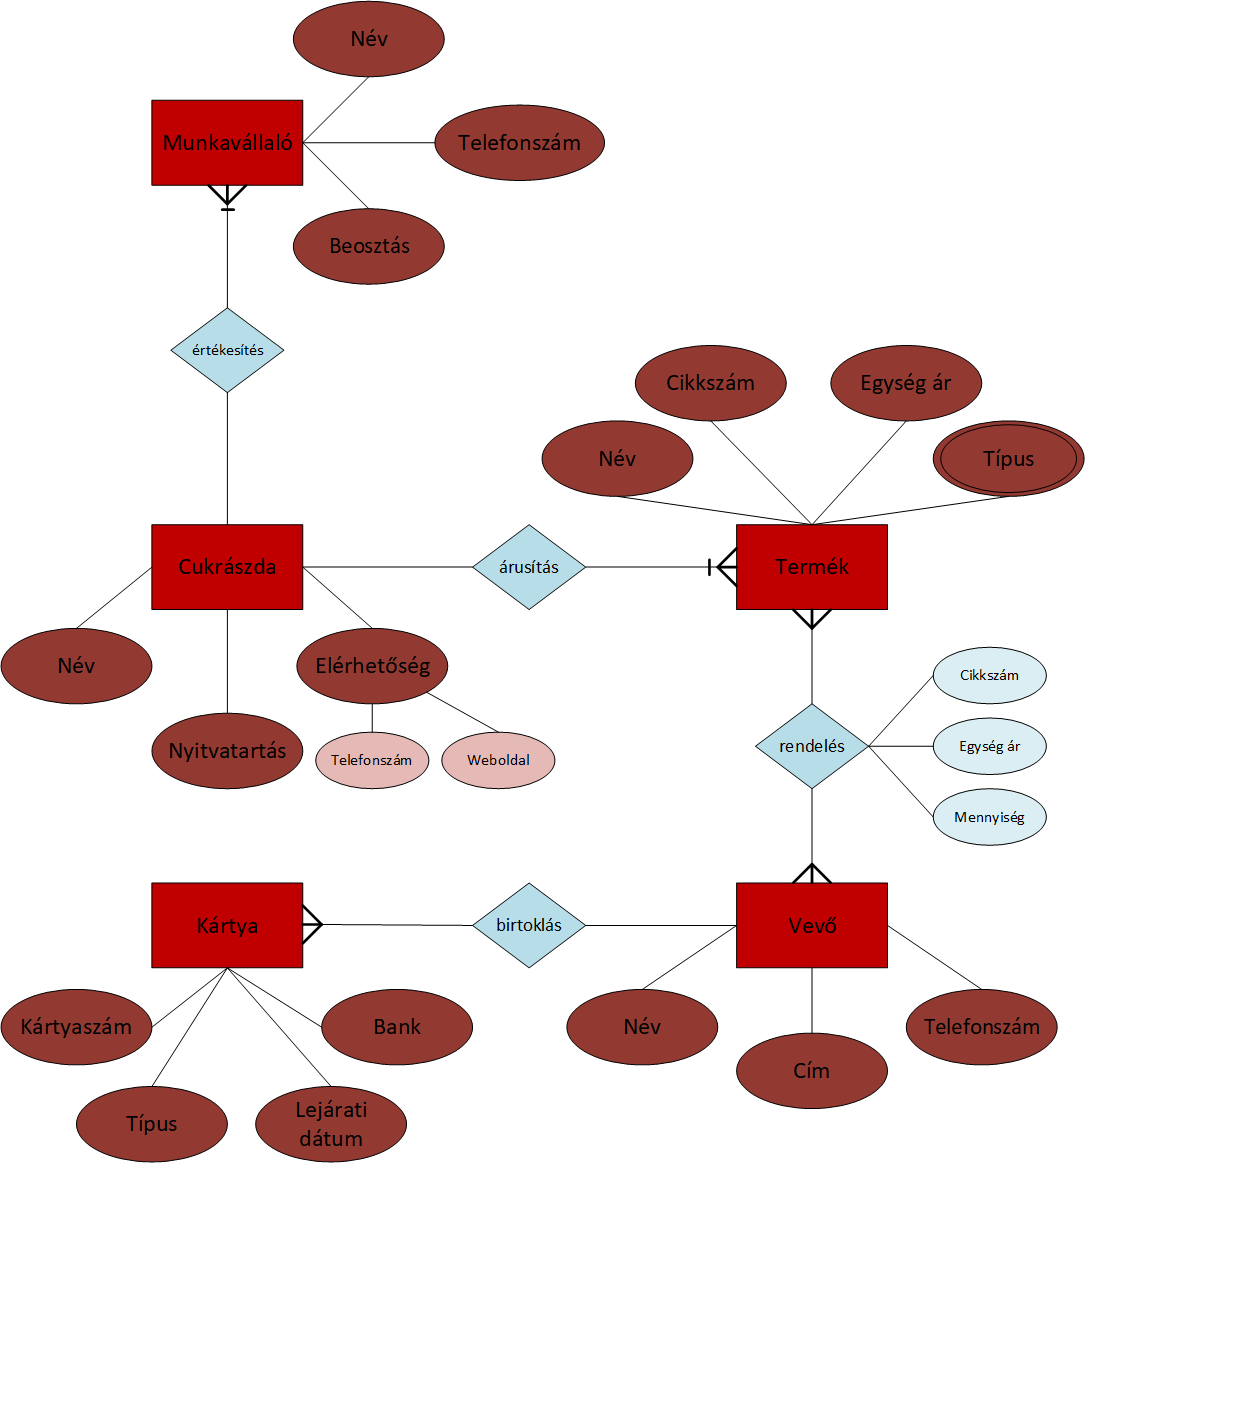 Név
Munkavállaló
Telefonszám
Beosztás
értékesítés
Cikkszám
Egység ár
Név
Típus
Cukrászda
árusítás
Termék
Név
Elérhetőség
Cikkszám
Nyitvatartás
Telefonszám
Weboldal
rendelés
Egység ár
Mennyiség
Kártya
birtoklás
Vevő
Kártyaszám
Bank
Név
Telefonszám
Cím
Típus
Lejárati
dátum